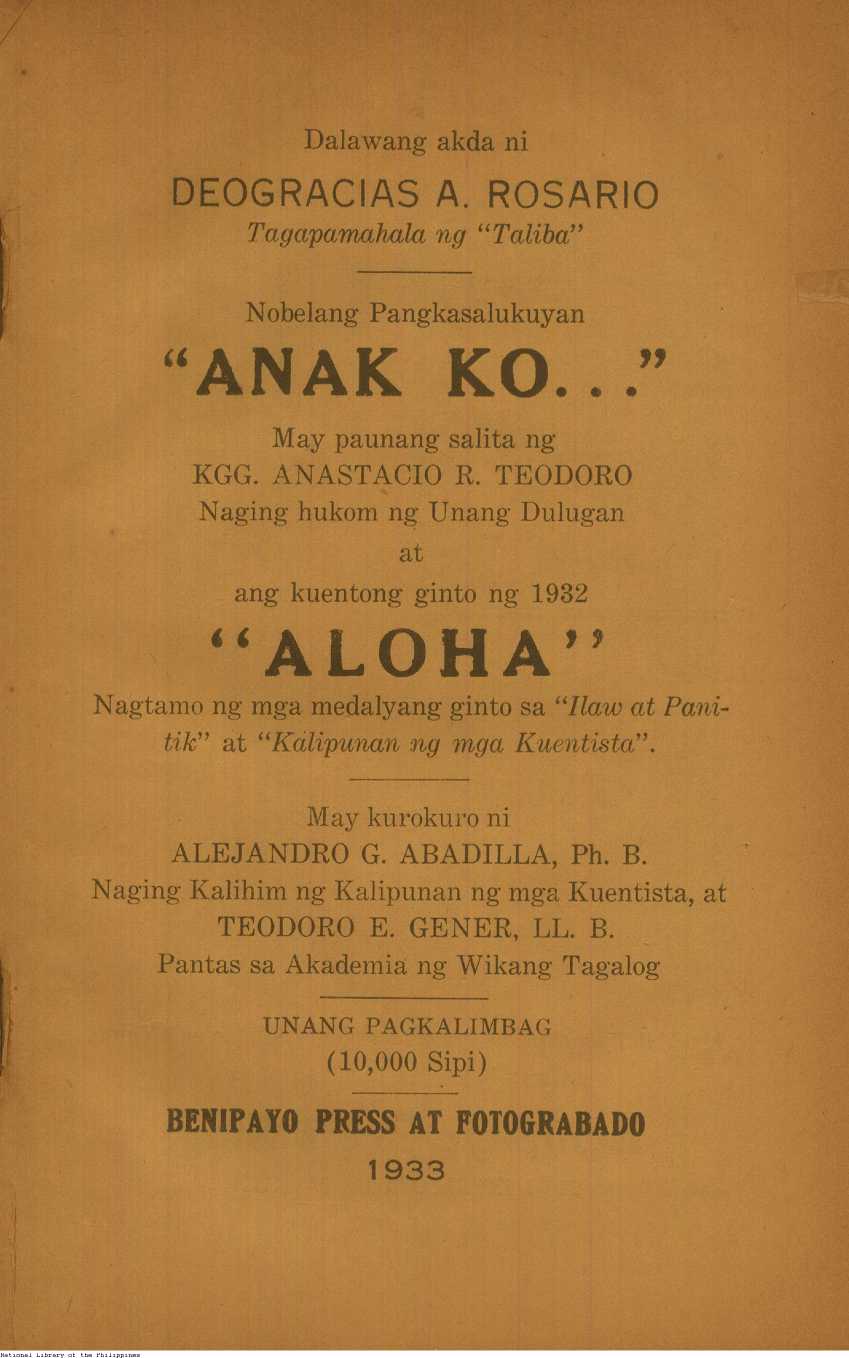 Dalawang akda ni
DEOGRACIAS A. ROSARIO
Tagapamahala ng “Taliba”
Nobelang Pangkasalukuyan
“ANAK KO...”
May paunang salita ng
KGG. ANASTACIO R. TEODORO
Naging hukom ng Unang Dulugan
at
ang kuentong ginto ng 1932
“ALOHA”
Nagtamo ng mga medalyang ginto sa “Ilaw at Pani-
tik” at “Kalipunan ng mga Kuentista”.
May kurokuro ni
ALEJANDRO G. ABADILLA, Ph. B.
Naging Kalihim ng Kalipunan ng mga Kuentista, at
TEODORO E. GENER, LL. B.
Pantas sa Akademia ng Wikang Tagalog
UNANG PAGKALIMBAG
(10,000 Sipi)
BENIPAYO PRESS AT FOTOGRABADO
1933
National Library of the Philippines